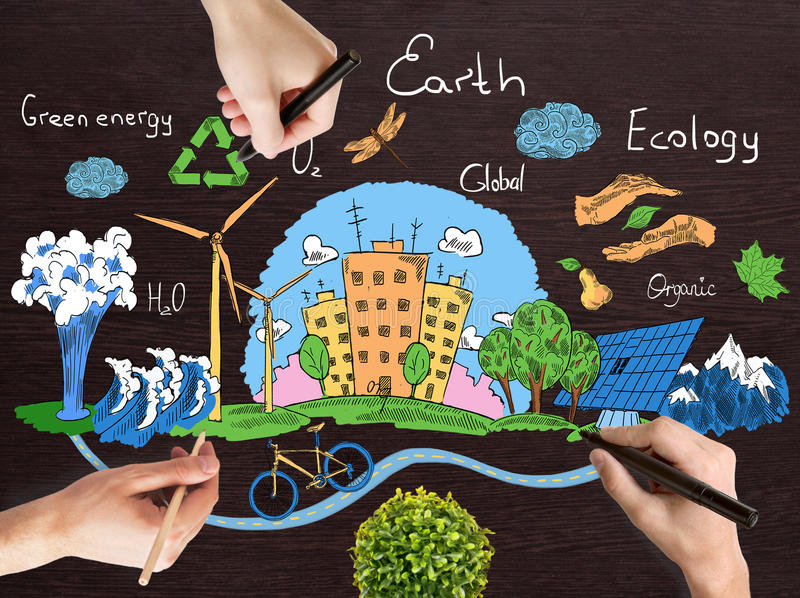 Earth
Green energy
O₂
Ecology
Global
H₂O
Organic